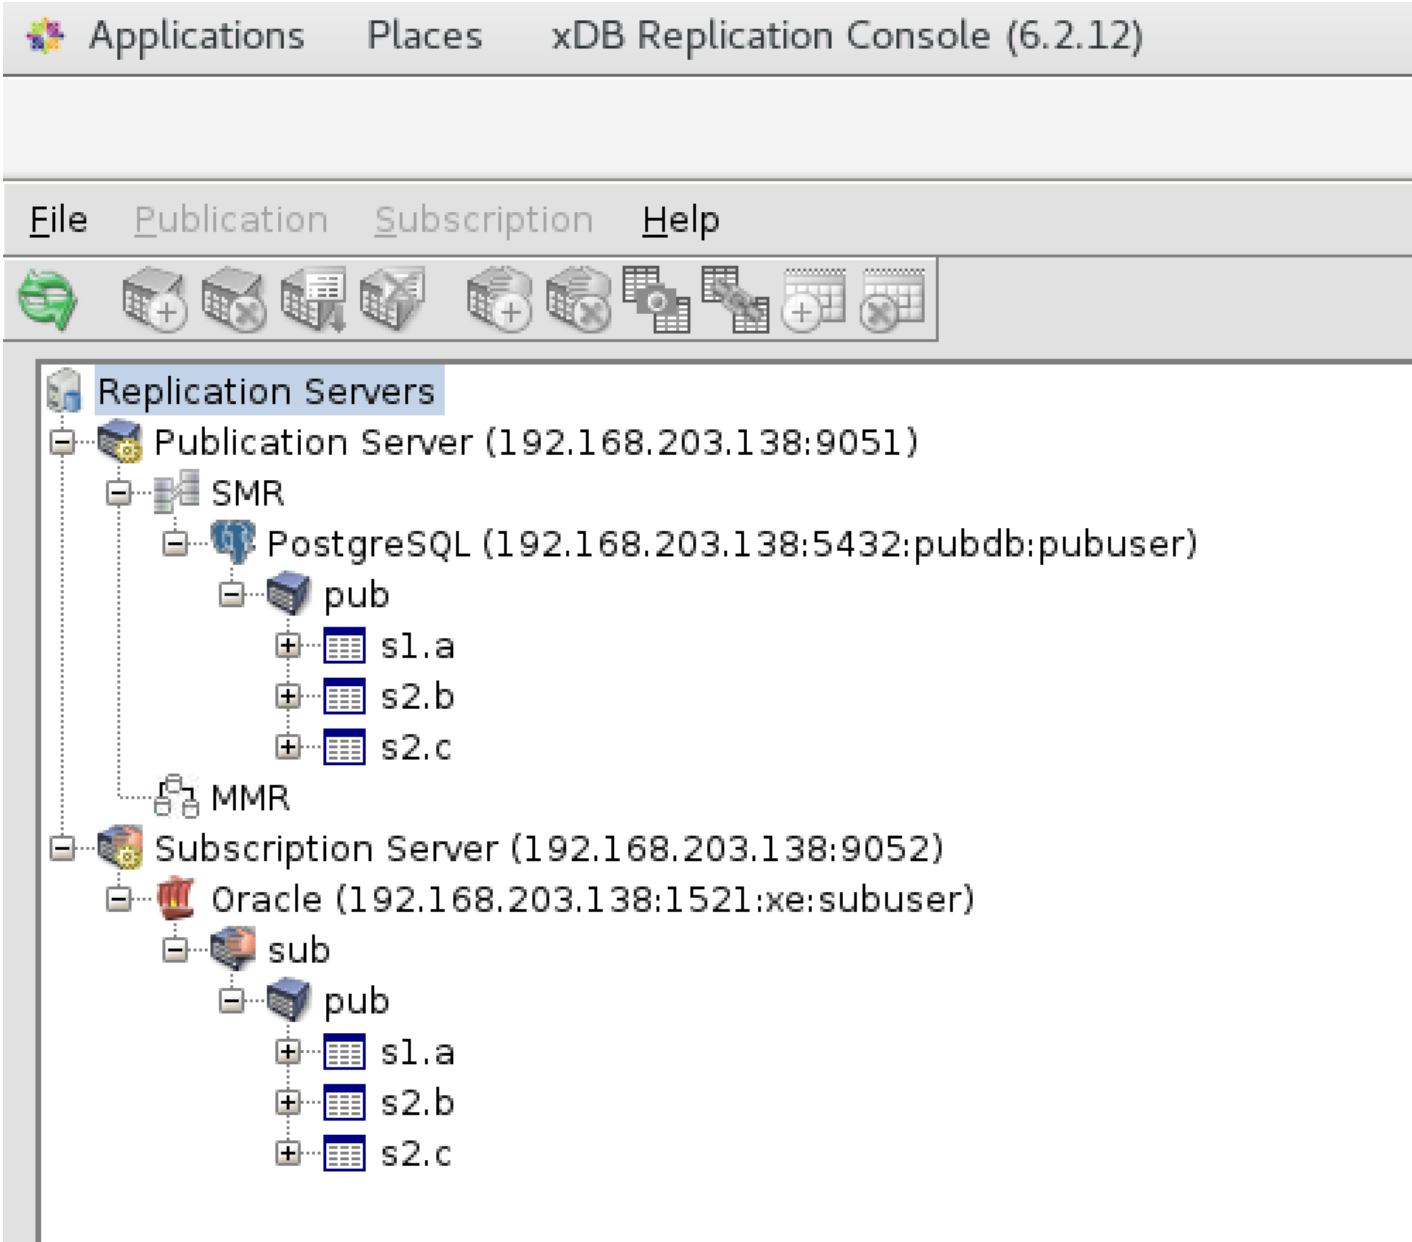 Applications Places xDB Replication Console (6.2.12)
File Publication Subscription Help
Replication Servers
Publication Server (192.168.203.138:9051)
SMR
PostgreSQL (192.168.203.138:5432:pubdb:pubuser)
pub
s1.a
s2.b
s2.c
MMR
Subscription Server (192.168.203.138:9052)
Oracle (192.168.203.138:1521:xe:subuser)
sub
pub
s1.a
s2.b
s2.c